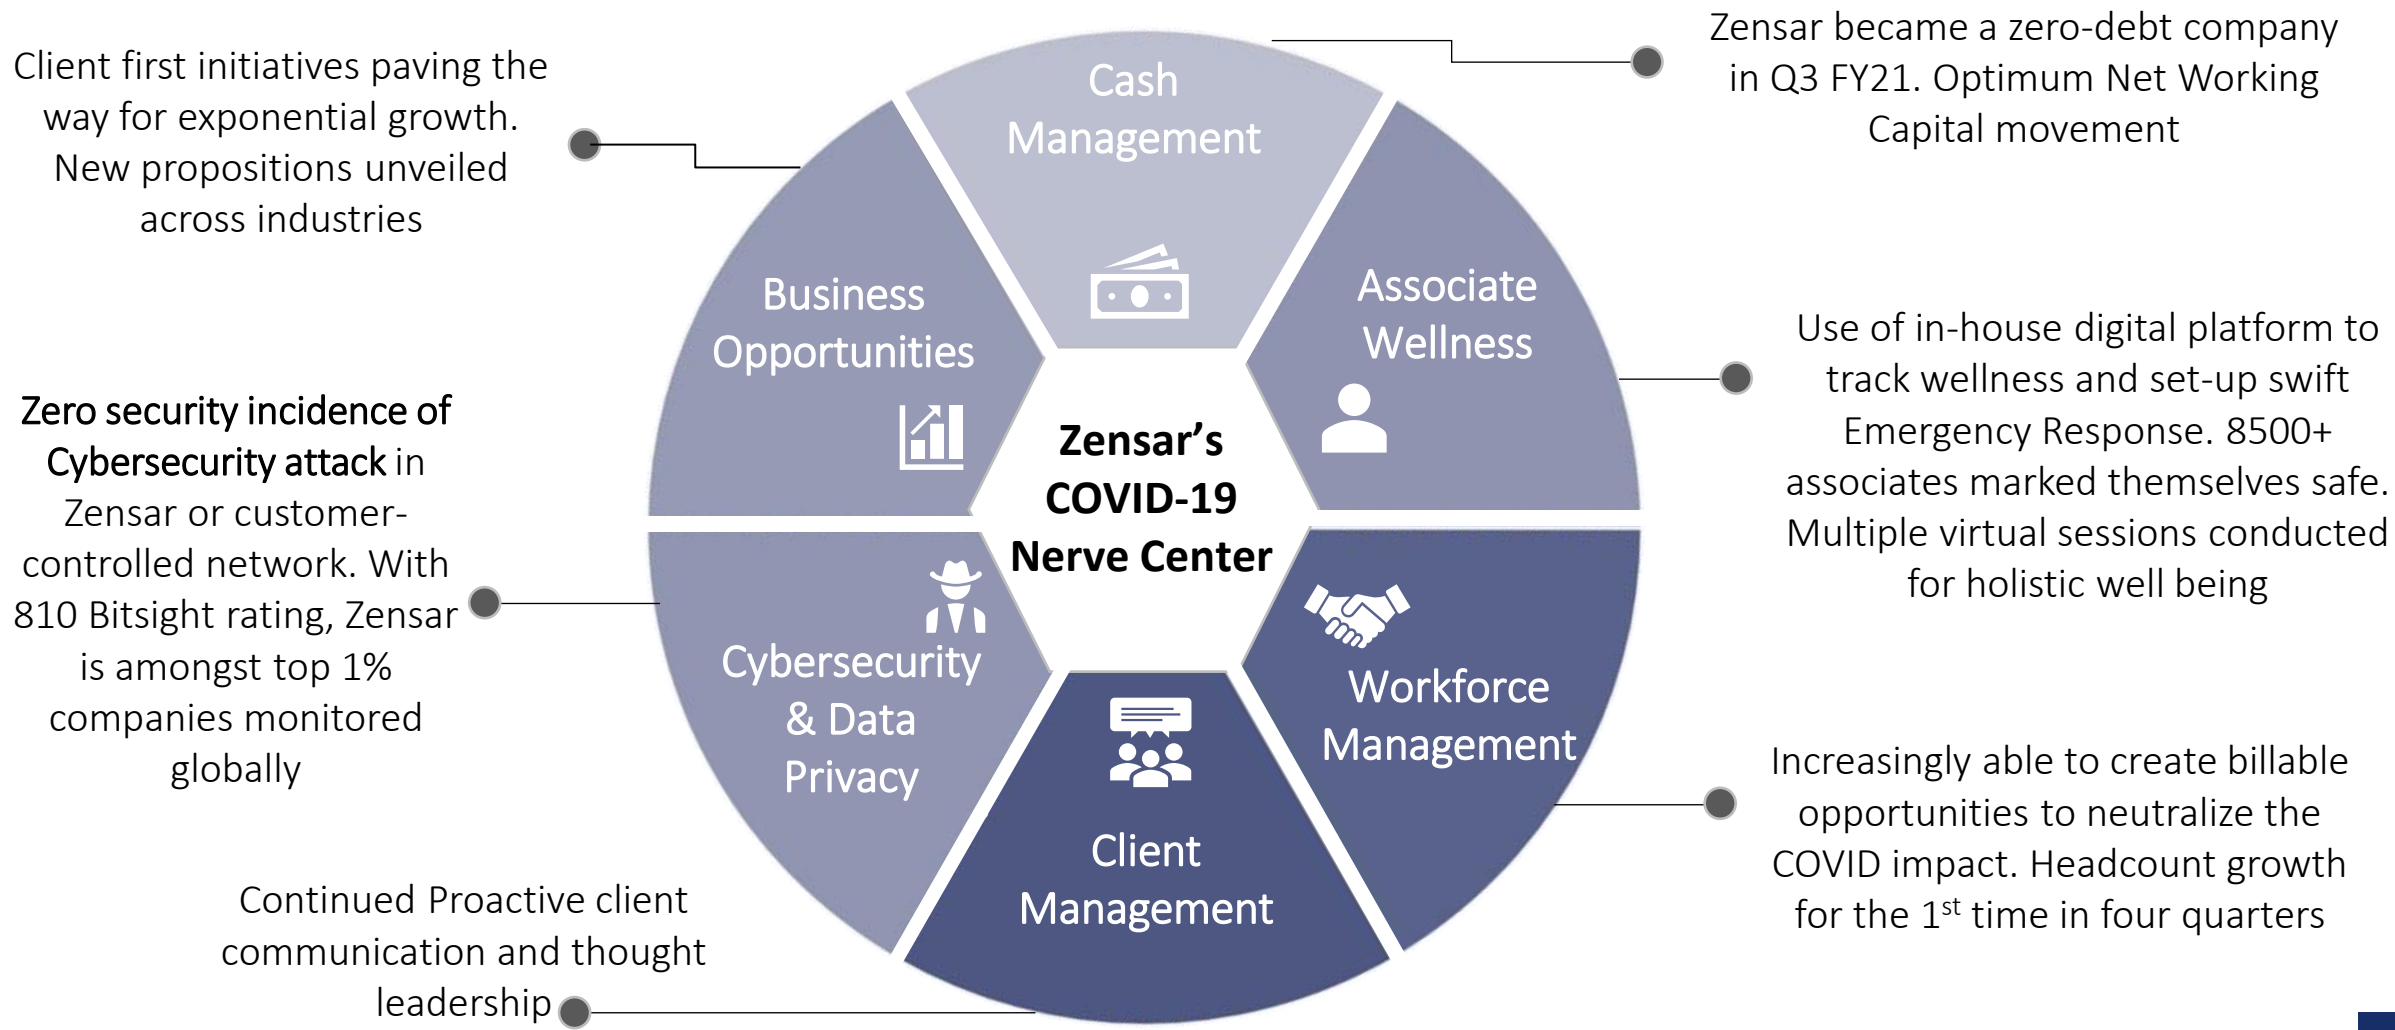 Client first initiatives paving the
way for exponential growth.
New propositions unveiled
across industries
Zero security incidence of
Cybersecurity attack in
Zensar or customer-
controlled network. With
810 Bitsight rating, Zensar
is amongst top 1%
companies monitored
globally
Continued Proactive client
communication and thought
leadership
Cash
Management
Business
Opportunities
Associate
Wellness
Zensar’s
COVID-19
Nerve Center
Cybersecurity
& Data
Privacy
Workforce
Management
Client
Management
Zensar became a zero-debt company
in Q3 FY21. Optimum Net Working
Capital movement
Use of in-house digital platform to
track wellness and set-up swift
Emergency Response. 8500+
associates marked themselves safe.
Multiple virtual sessions conducted
for holistic well being
Increasingly able to create billable
opportunities to neutralize the
COVID impact. Headcount growth
for the 1st time in four quarters